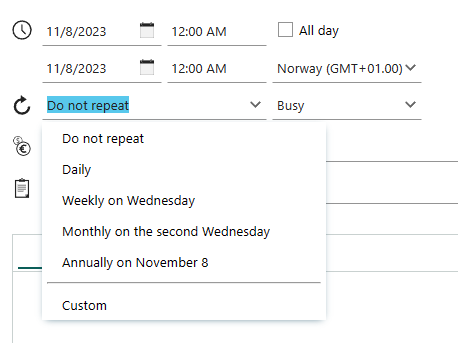 11/8/2023 12:00 AM All day
11/8/2023 12:00 AM Norway (GMT+01.00)
Do not repeat Busy
Do not repeat
Daily
Weekly on Wednesday
Monthly on the second Wednesday
Annually on November 8
Custom